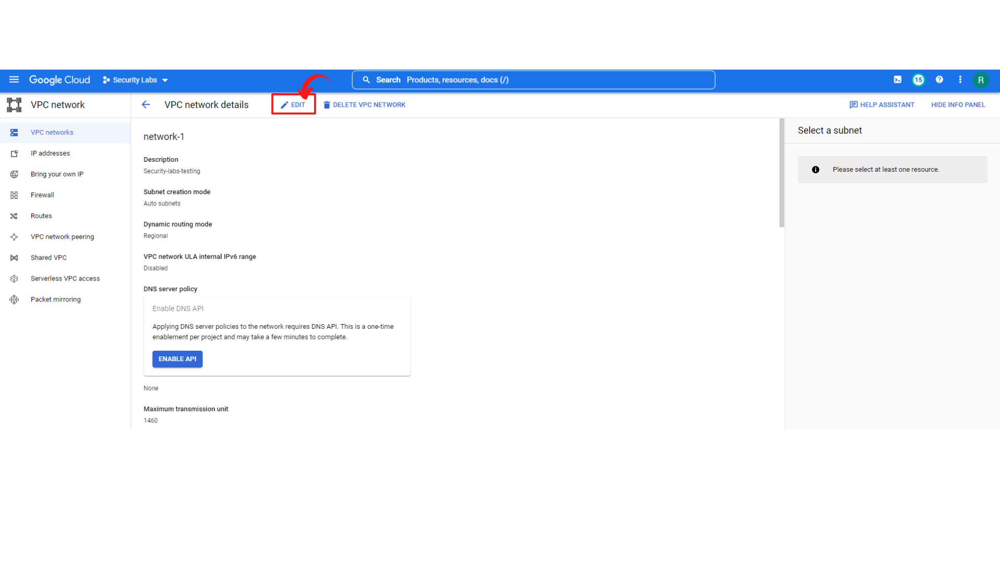 Google Cloud
Security Labs
Search Products, resources, docs (/)
15
R
VPC network
VPC network details
EDIT
DELETE VPC NETWORK
HELP ASSISTANT
HIDE INFO PANEL
VPC networks
IP addresses
Bring your own IP
Firewall
Routes
VPC network peering
Shared VPC
Serverless VPC access
Packet mirroring
network-1
Description
Security-labs-testing
Subnet creation mode
Auto subnets
Dynamic routing mode
Regional
VPC network ULA internal IPv6 range
Disabled
DNS server policy
Enable DNS API
Applying DNS server policies to the network requires DNS API. This is a one-time
enablement per project and may take a few minutes to complete.
ENABLE API
None
Maximum transmission unit
1460
Select a subnet
Please select at least one resource.